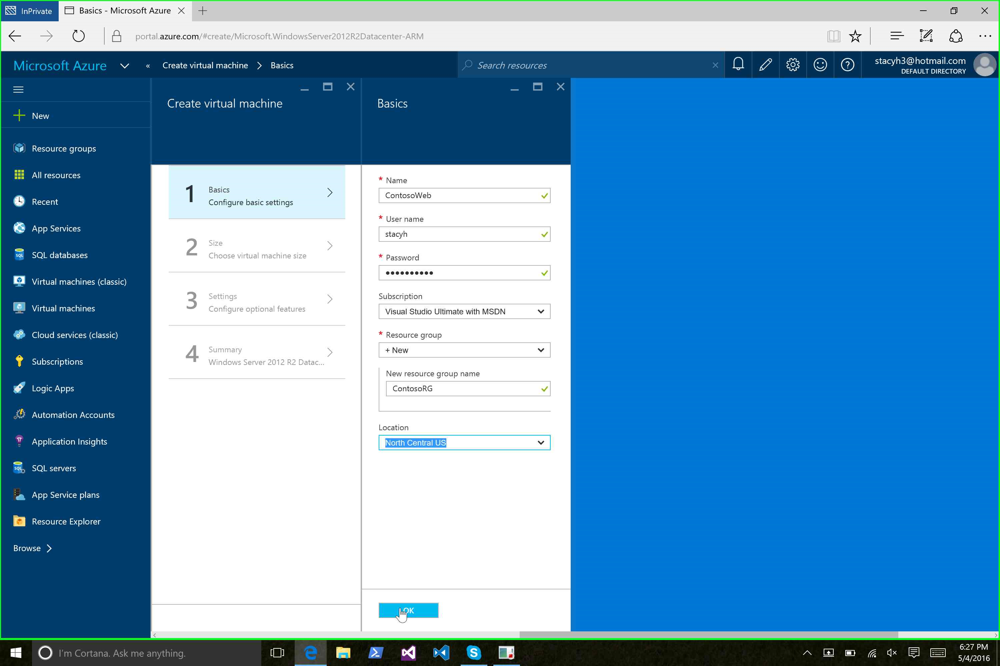 InPrivate
Basics - Microsoft Azure
portal.azure.com/#create/Microsoft.WindowsServer2012R2Datacenter-ARM
Microsoft Azure
«
Create virtual machine
Basics
Search resources
stacyh3@hotmail.com
DEFAULT DIRECTORY
New
Resource groups
All resources
Recent
App Services
SQL databases
Virtual machines (classic)
Virtual machines
Cloud services (classic)
Subscriptions
Logic Apps
Automation Accounts
Application Insights
SQL servers
App Service plans
Resource Explorer
Browse
Create virtual machine
1
Basics
Configure basic settings
2
Size
Choose virtual machine size
3
Settings
Configure optional features
4
Summary
Windows Server 2012 R2 Datac...
Basics
* Name
ContosoWeb
* User name
stacyh
* Password
••••••••••
Subscription
Visual Studio Ultimate with MSDN
* Resource group
+ New
New resource group name
ContosoRG
Location
North Central US
OK
I'm Cortana. Ask me anything.
6:27 PM
5/4/2016